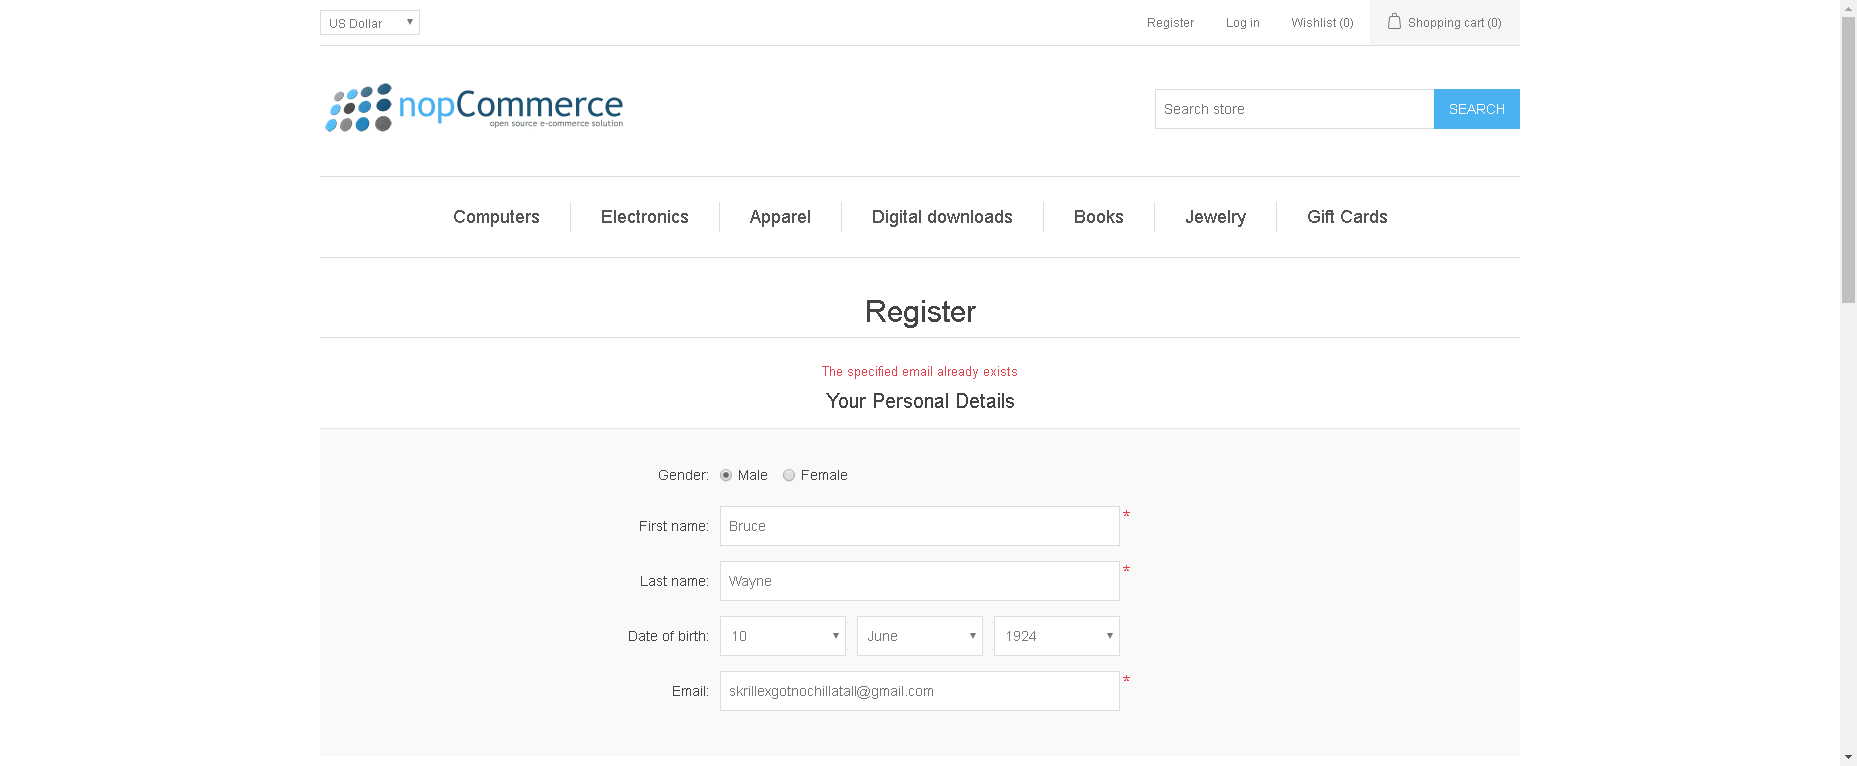 US Dollar Register Log in Wishlist (0) Shopping cart (0)
nopCommerce
open source e-commerce solution
Search store SEARCH
Computers Electronics Apparel Digital downloads Books Jewelry Gift Cards
Register
The specified email already exists
Your Personal Details
Gender: Male Female
First name: Bruce *
Last name: Wayne *
Date of birth: 10 June 1924
Email: skrillexgotnochillatall@gmail.com *